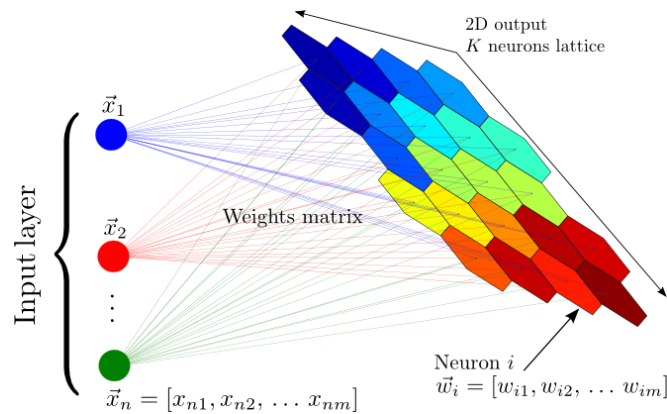 2D output
K neurons lattice
x⃗₁
Input layer
x⃗₂
Weights matrix
⋮
Neuron i
x⃗ₙ = [xₙ₁, xₙ₂, … xₙₘ]
w⃗ᵢ = [wᵢ₁, wᵢ₂, … wᵢₘ]